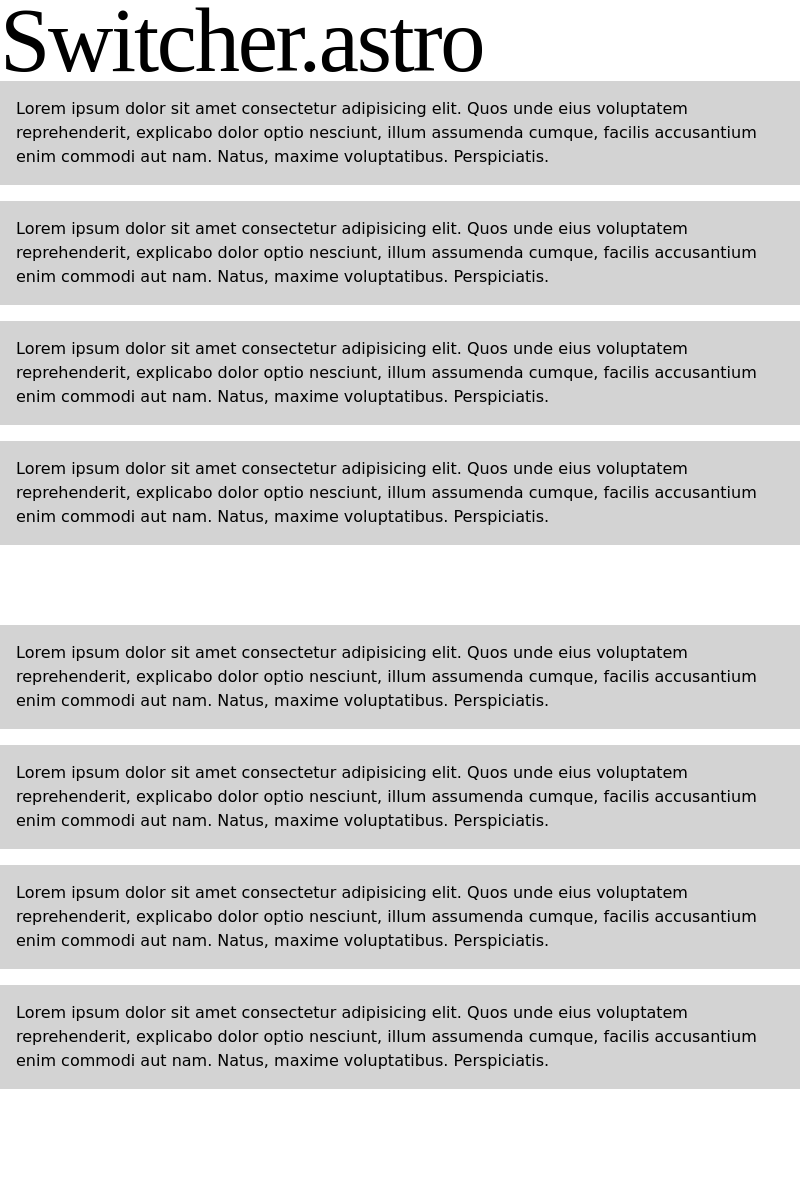 Switcher.astro
Lorem ipsum dolor sit amet consectetur adipisicing elit. Quos unde eius voluptatem
reprehenderit, explicabo dolor optio nesciunt, illum assumenda cumque, facilis accusantium
enim commodi aut nam. Natus, maxime voluptatibus. Perspiciatis.
Lorem ipsum dolor sit amet consectetur adipisicing elit. Quos unde eius voluptatem
reprehenderit, explicabo dolor optio nesciunt, illum assumenda cumque, facilis accusantium
enim commodi aut nam. Natus, maxime voluptatibus. Perspiciatis.
Lorem ipsum dolor sit amet consectetur adipisicing elit. Quos unde eius voluptatem
reprehenderit, explicabo dolor optio nesciunt, illum assumenda cumque, facilis accusantium
enim commodi aut nam. Natus, maxime voluptatibus. Perspiciatis.
Lorem ipsum dolor sit amet consectetur adipisicing elit. Quos unde eius voluptatem
reprehenderit, explicabo dolor optio nesciunt, illum assumenda cumque, facilis accusantium
enim commodi aut nam. Natus, maxime voluptatibus. Perspiciatis.
Lorem ipsum dolor sit amet consectetur adipisicing elit. Quos unde eius voluptatem
reprehenderit, explicabo dolor optio nesciunt, illum assumenda cumque, facilis accusantium
enim commodi aut nam. Natus, maxime voluptatibus. Perspiciatis.
Lorem ipsum dolor sit amet consectetur adipisicing elit. Quos unde eius voluptatem
reprehenderit, explicabo dolor optio nesciunt, illum assumenda cumque, facilis accusantium
enim commodi aut nam. Natus, maxime voluptatibus. Perspiciatis.
Lorem ipsum dolor sit amet consectetur adipisicing elit. Quos unde eius voluptatem
reprehenderit, explicabo dolor optio nesciunt, illum assumenda cumque, facilis accusantium
enim commodi aut nam. Natus, maxime voluptatibus. Perspiciatis.
Lorem ipsum dolor sit amet consectetur adipisicing elit. Quos unde eius voluptatem
reprehenderit, explicabo dolor optio nesciunt, illum assumenda cumque, facilis accusantium
enim commodi aut nam. Natus, maxime voluptatibus. Perspiciatis.